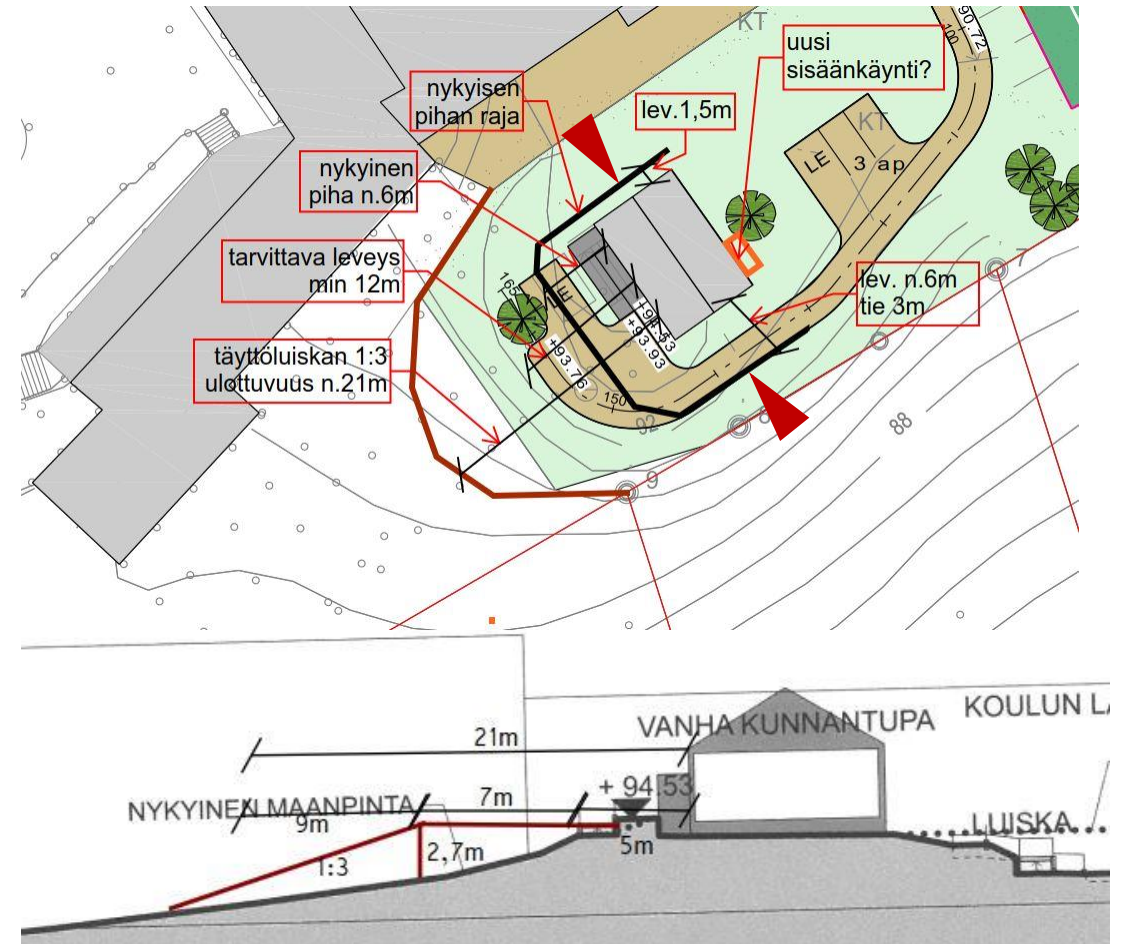 KT
90.72
100
uusi
sisäänkäynti?
nykyisen
pihan raja
lev.1,5m
KT
LE
3 ap
nykyinen
piha n.6m
tarvittava leveys
min 12m
165
LE
+94.53
+93.93
+93.76
lev. n.6m
tie 3m
7
täyttöluiskan 1:3
ulottuvuus n.21m
150
92
8
88
9
21m
VANHA KUNNANTUPA
KOULUN LA
+ 94.53
NYKYINEN MAANPINTA
7m
9m
LUISKA
1:3
2,7m
5m